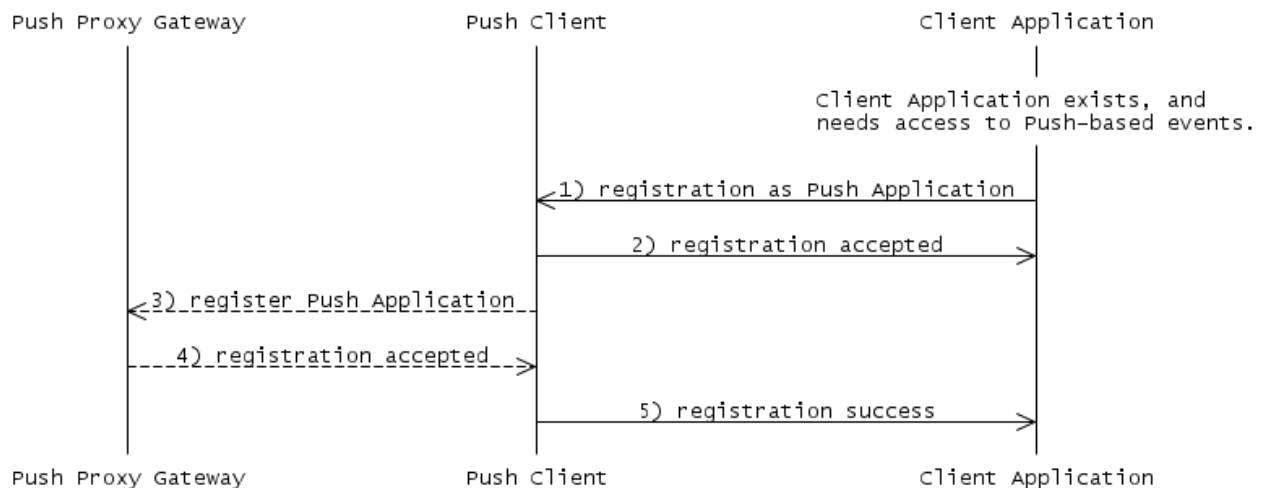 Push Proxy Gateway Push Client Client Application
Client Application exists, and
needs access to Push-based events.
1) registration as Push Application
2) registration accepted
3) register Push Application
4) registration accepted
5) registration success
Push Proxy Gateway Push Client Client Application